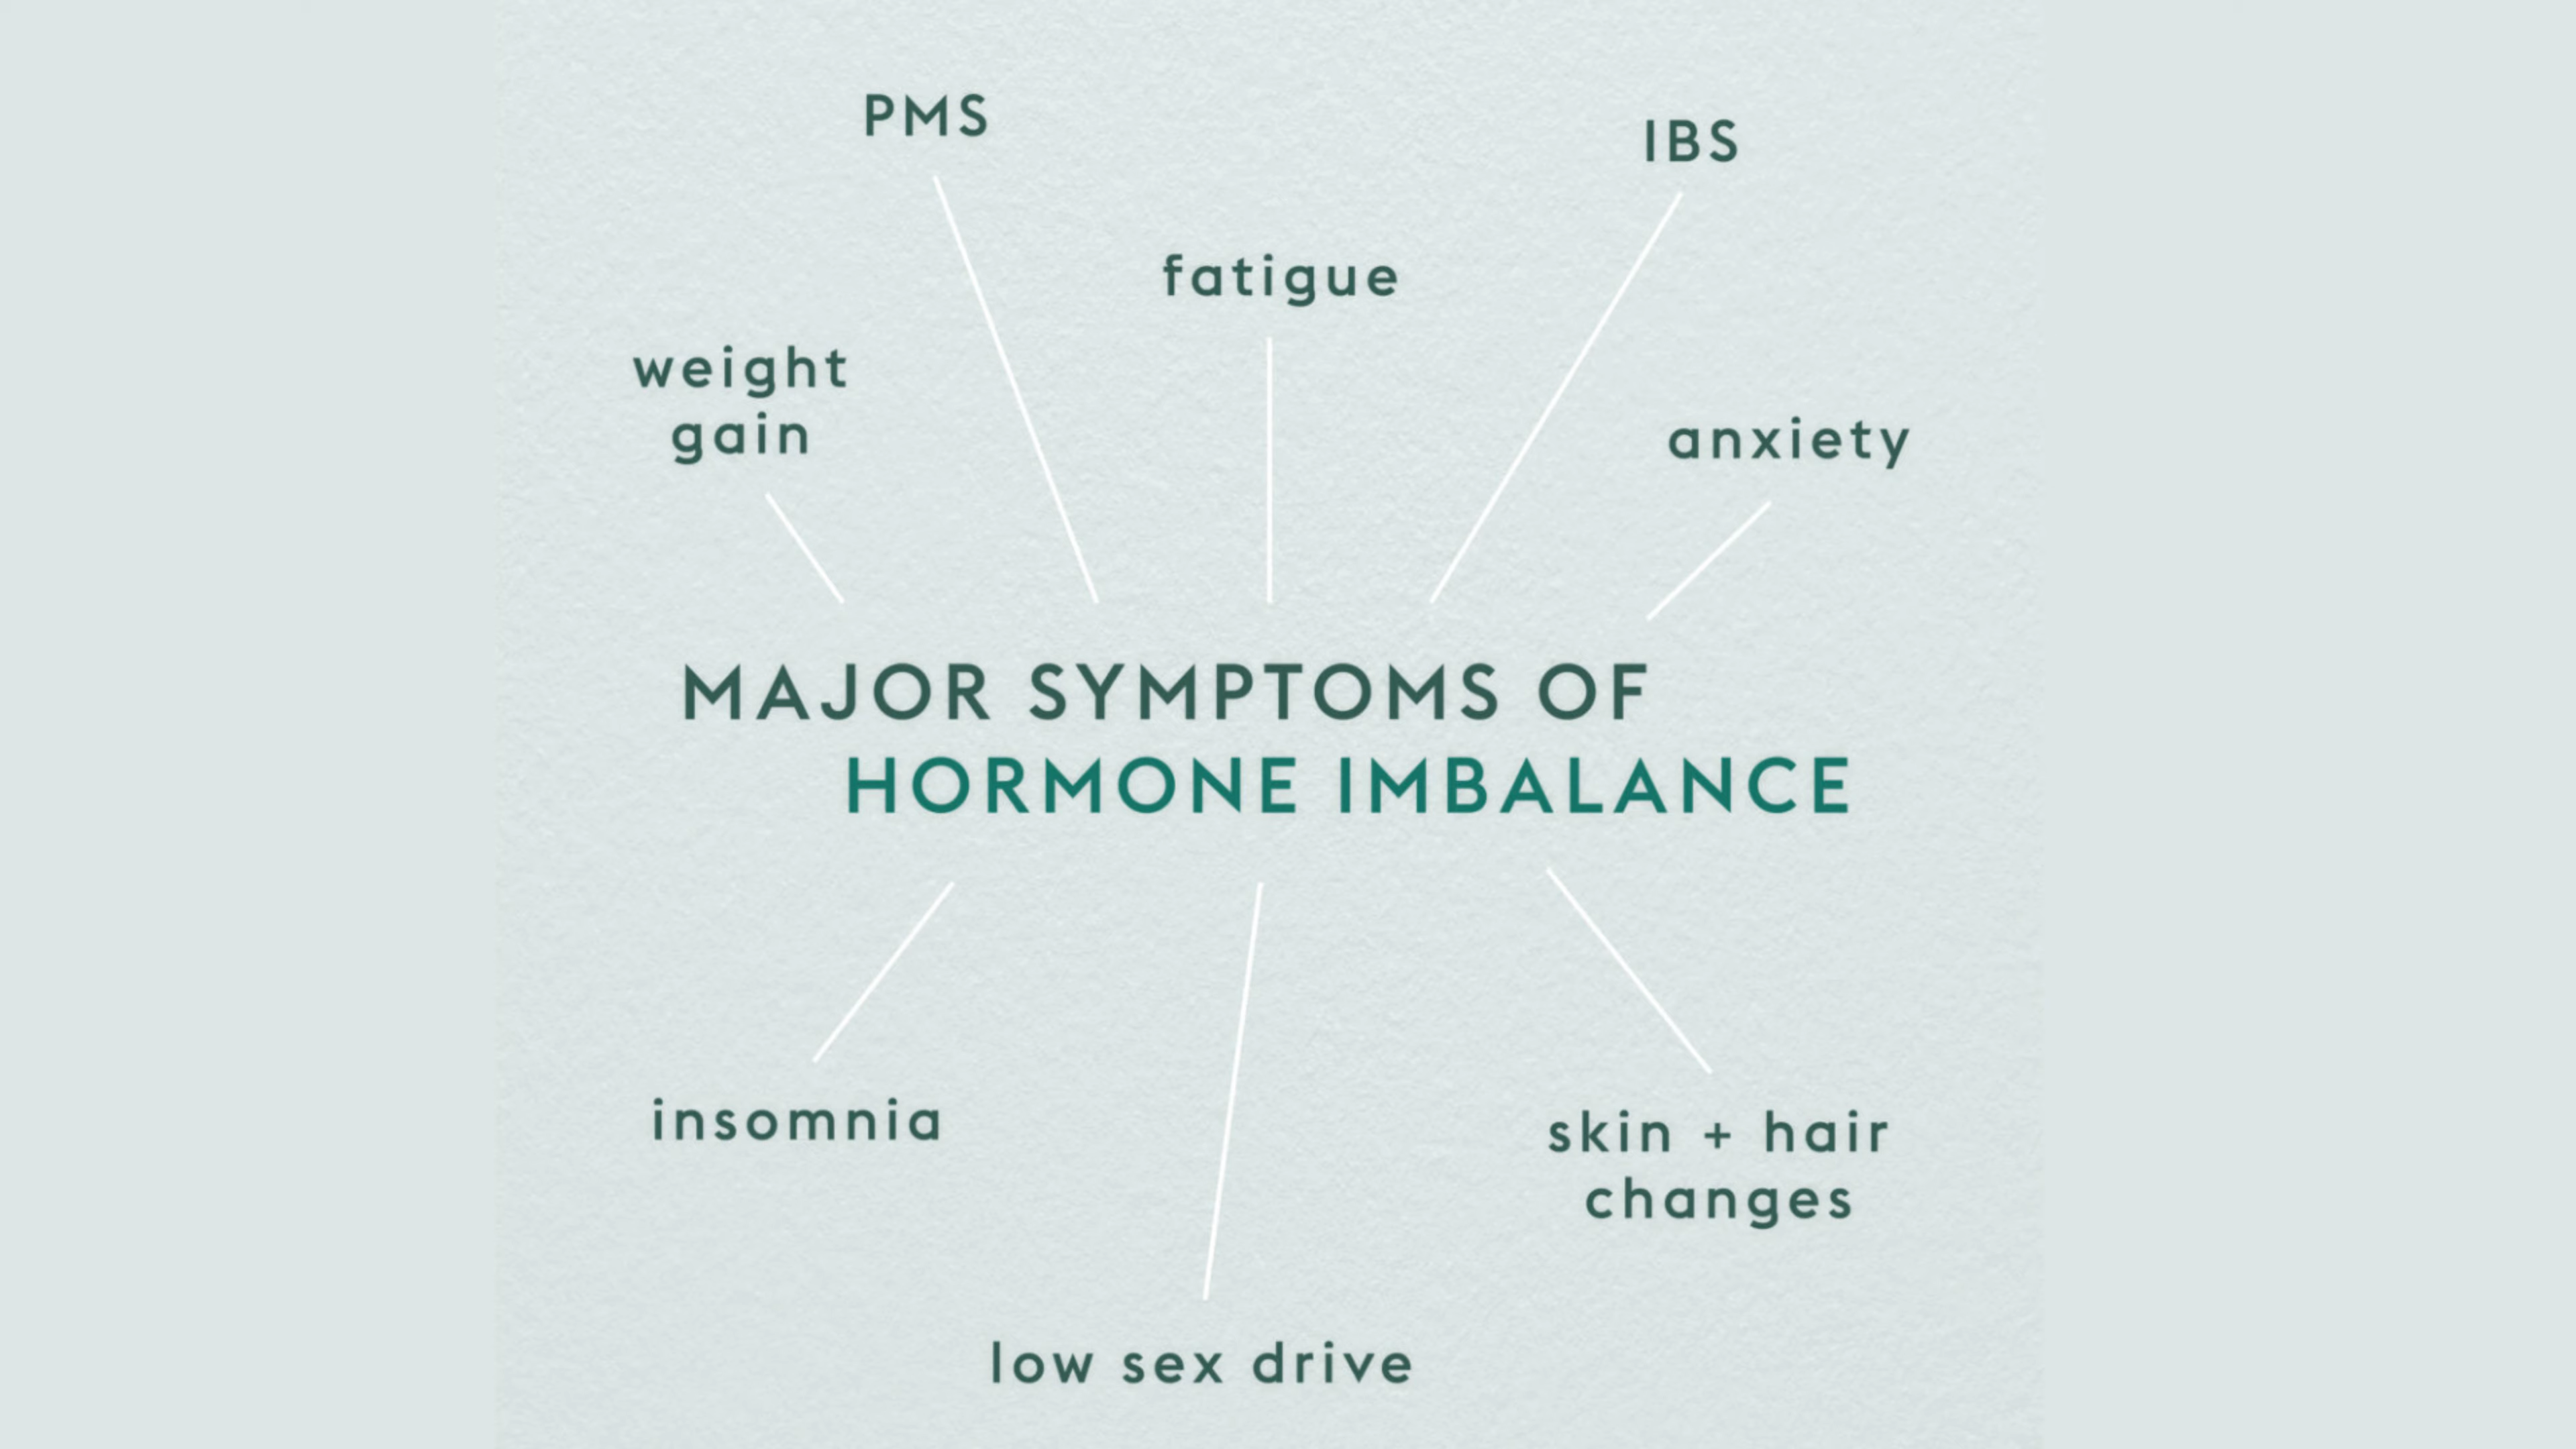 PMS
IBS
fatigue
weight
gain
anxiety
MAJOR SYMPTOMS OF
HORMONE IMBALANCE
insomnia
skin + hair
changes
low sex drive